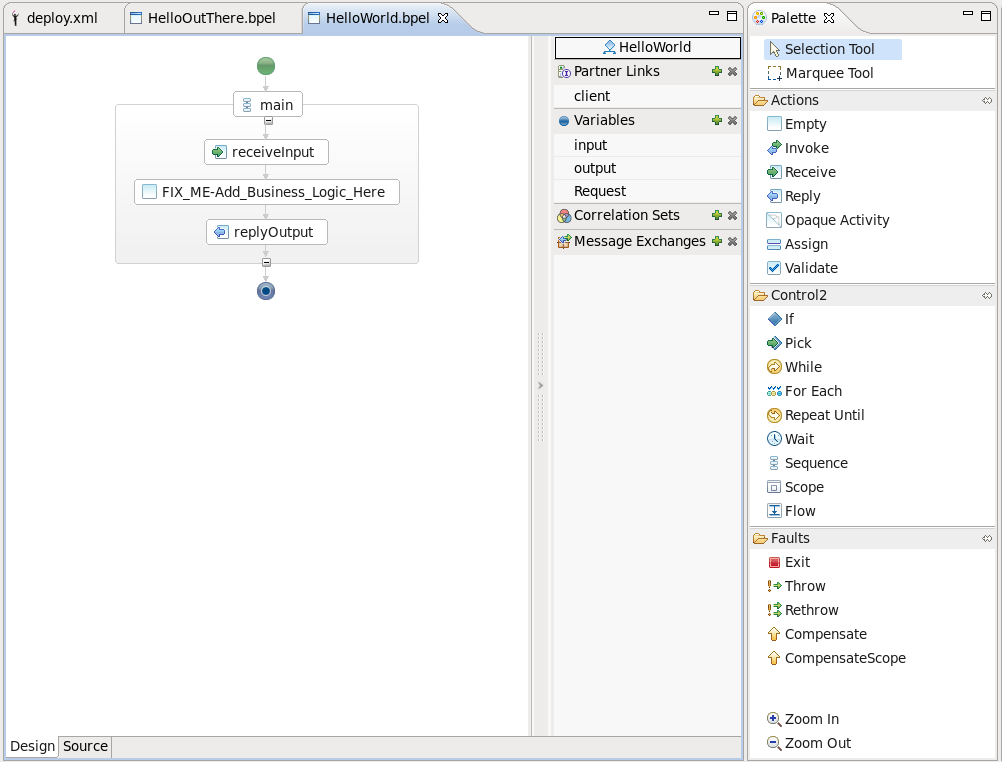 deploy.xml
HelloOutThere.bpel
HelloWorld.bpel
main
receiveInput
FIX_ME-Add_Business_Logic_Here
replyOutput
Design
Source
HelloWorld
Partner Links
client
Variables
input
output
Request
Correlation Sets
Message Exchanges
Palette
Selection Tool
Marquee Tool
Actions
Empty
Invoke
Receive
Reply
Opaque Activity
Assign
Validate
Control2
If
Pick
While
For Each
Repeat Until
Wait
Sequence
Scope
Flow
Faults
Exit
Throw
Rethrow
Compensate
CompensateScope
Zoom In
Zoom Out